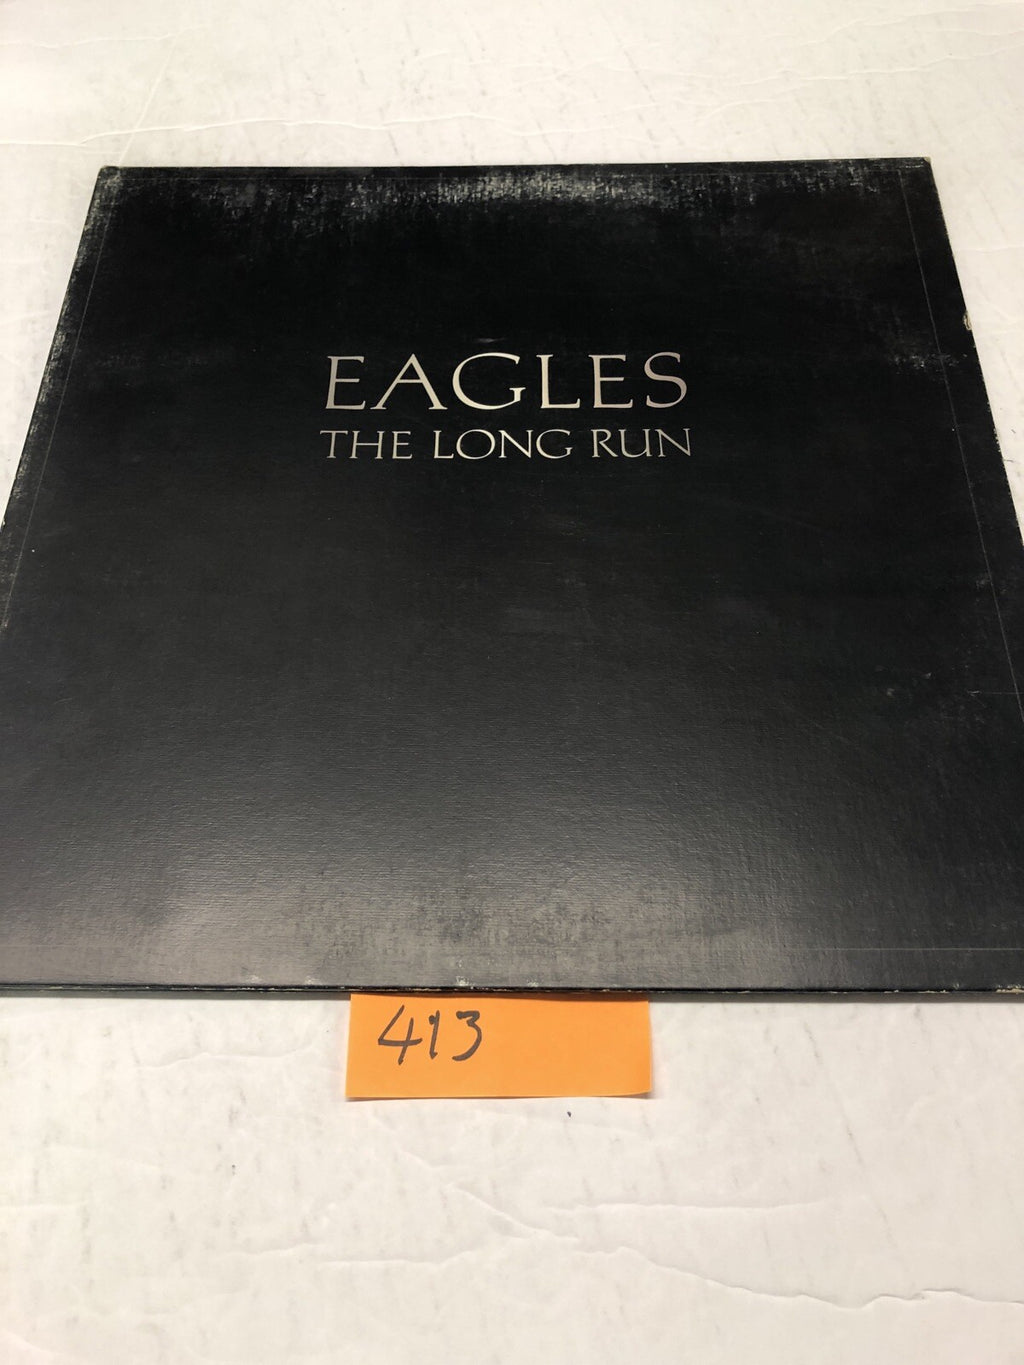 EAGLES
THE LONG RUN
413